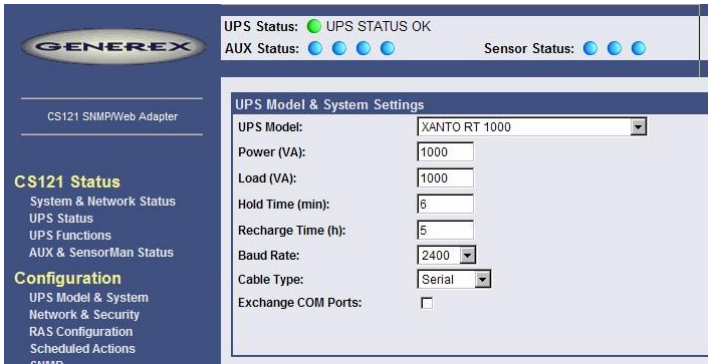 GENEREX
CS121 SNMP/Web Adapter
CS121 Status
System & Network Status
UPS Status
UPS Functions
AUX & SensorMan Status
Configuration
UPS Model & System
Network & Security
RAS Configuration
Scheduled Actions
SNMP
UPS Status: UPS STATUS OK
AUX Status: Sensor Status:
UPS Model & System Settings
UPS Model: XANTO RT 1000
Power (VA): 1000
Load (VA): 1000
Hold Time (min): 6
Recharge Time (h): 5
Baud Rate: 2400
Cable Type: Serial
Exchange COM Ports: